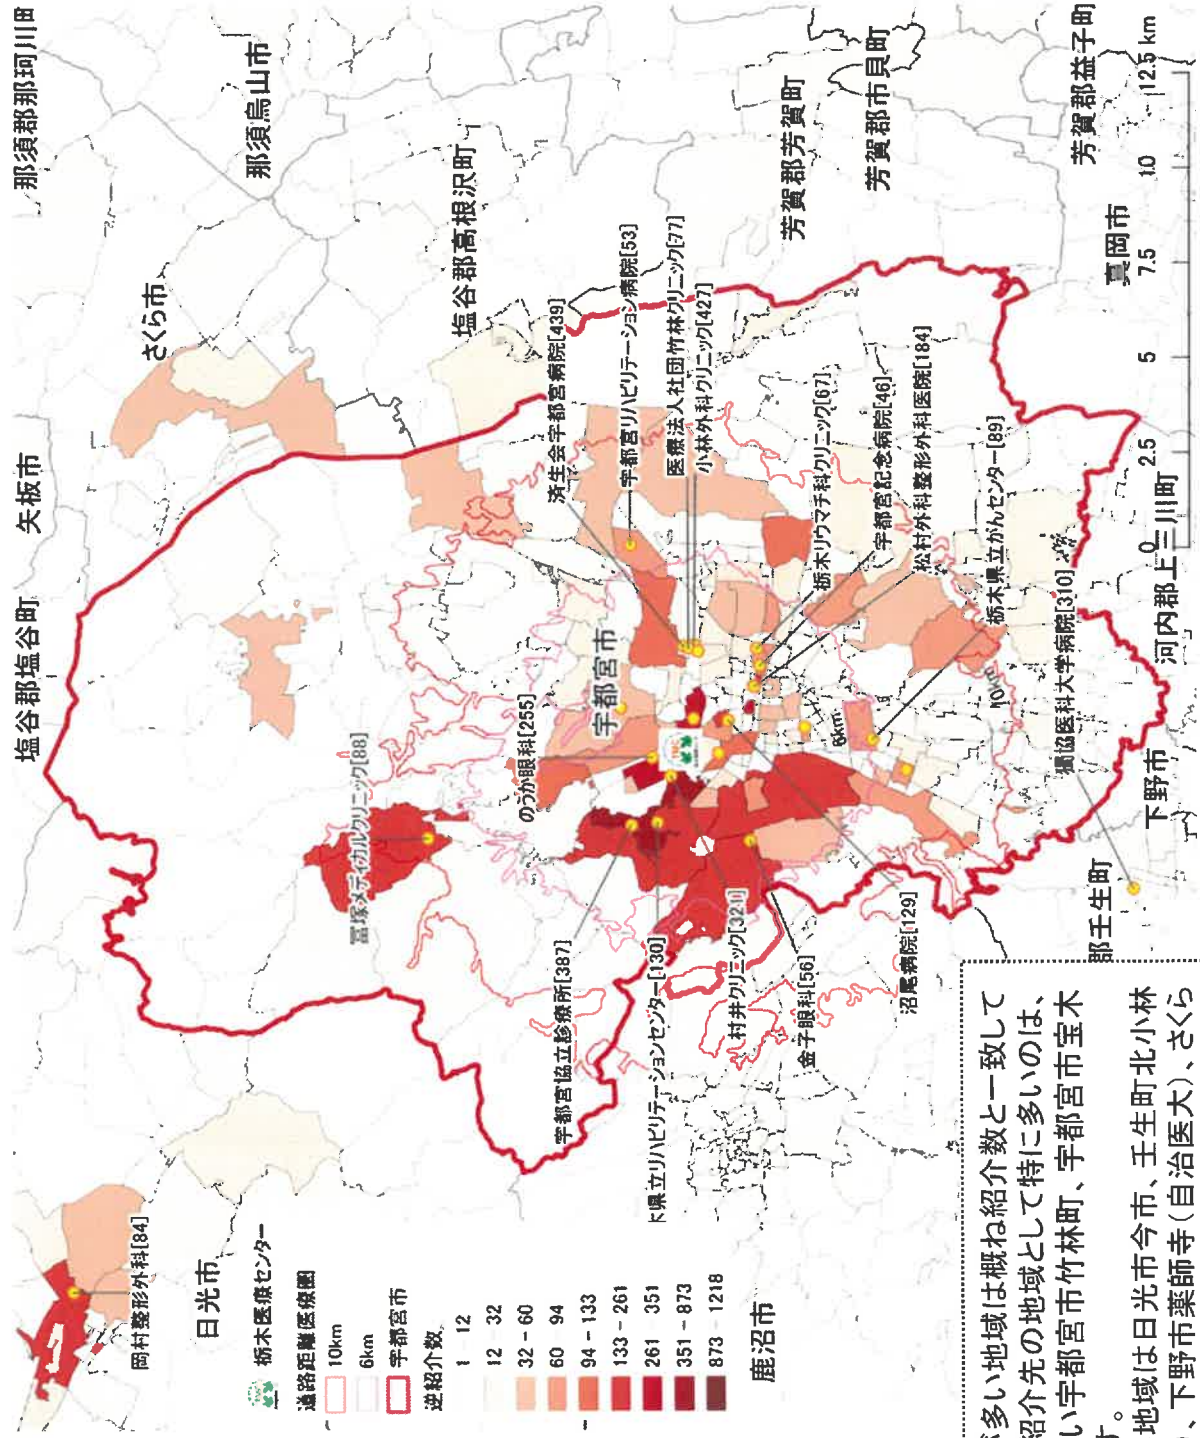 那須郡那珂川町
那須烏山市
矢板市
さくら市
塩谷郡塩谷町
塩谷郡高根沢町
芳賀郡芳賀町
芳賀郡市貝町
芳賀郡益子町
真岡市
済生会宇都宮病院[439]
宇都宮リハビリテーション病院[53]
医療法人社団竹林クリニック[77]
小林外科クリニック[427]
栃木リウマチ科クリニック[67]
宇都宮記念病院[46]
松村外科整形外科医院[184]
栃木県立がんセンター[89]
獨協医科大学病院[310]
河内郡上三川町
下野市
郡壬生町
宇都宮市
のうか眼科[255]
冨塚メディカルクリニック[88]
6km
10km
宇都宮協立診療所[387]
県立リハビリテーションセンター[130]
村井クリニック[321]
金子眼科[56]
沼尾病院[129]
岡村整形外科[84]
日光市
鹿沼市
栃木医療センター
道路距離医療圏
10km
6km
宇都宮市
逆紹介数
1 - 12
12 - 32
32 - 60
60 - 94
94 - 133
133 - 261
261 - 351
351 - 873
873 - 1218
0 2.5 5 7.5 10 12.5 km
多い地域は概ね紹介数と一致して
紹介先の地域として特に多いのは、
い宇都宮市竹林町、宇都宮市宝木
す。
地域は日光市今市、壬生町北小林
、下野市薬師寺(自治医大)、さくら